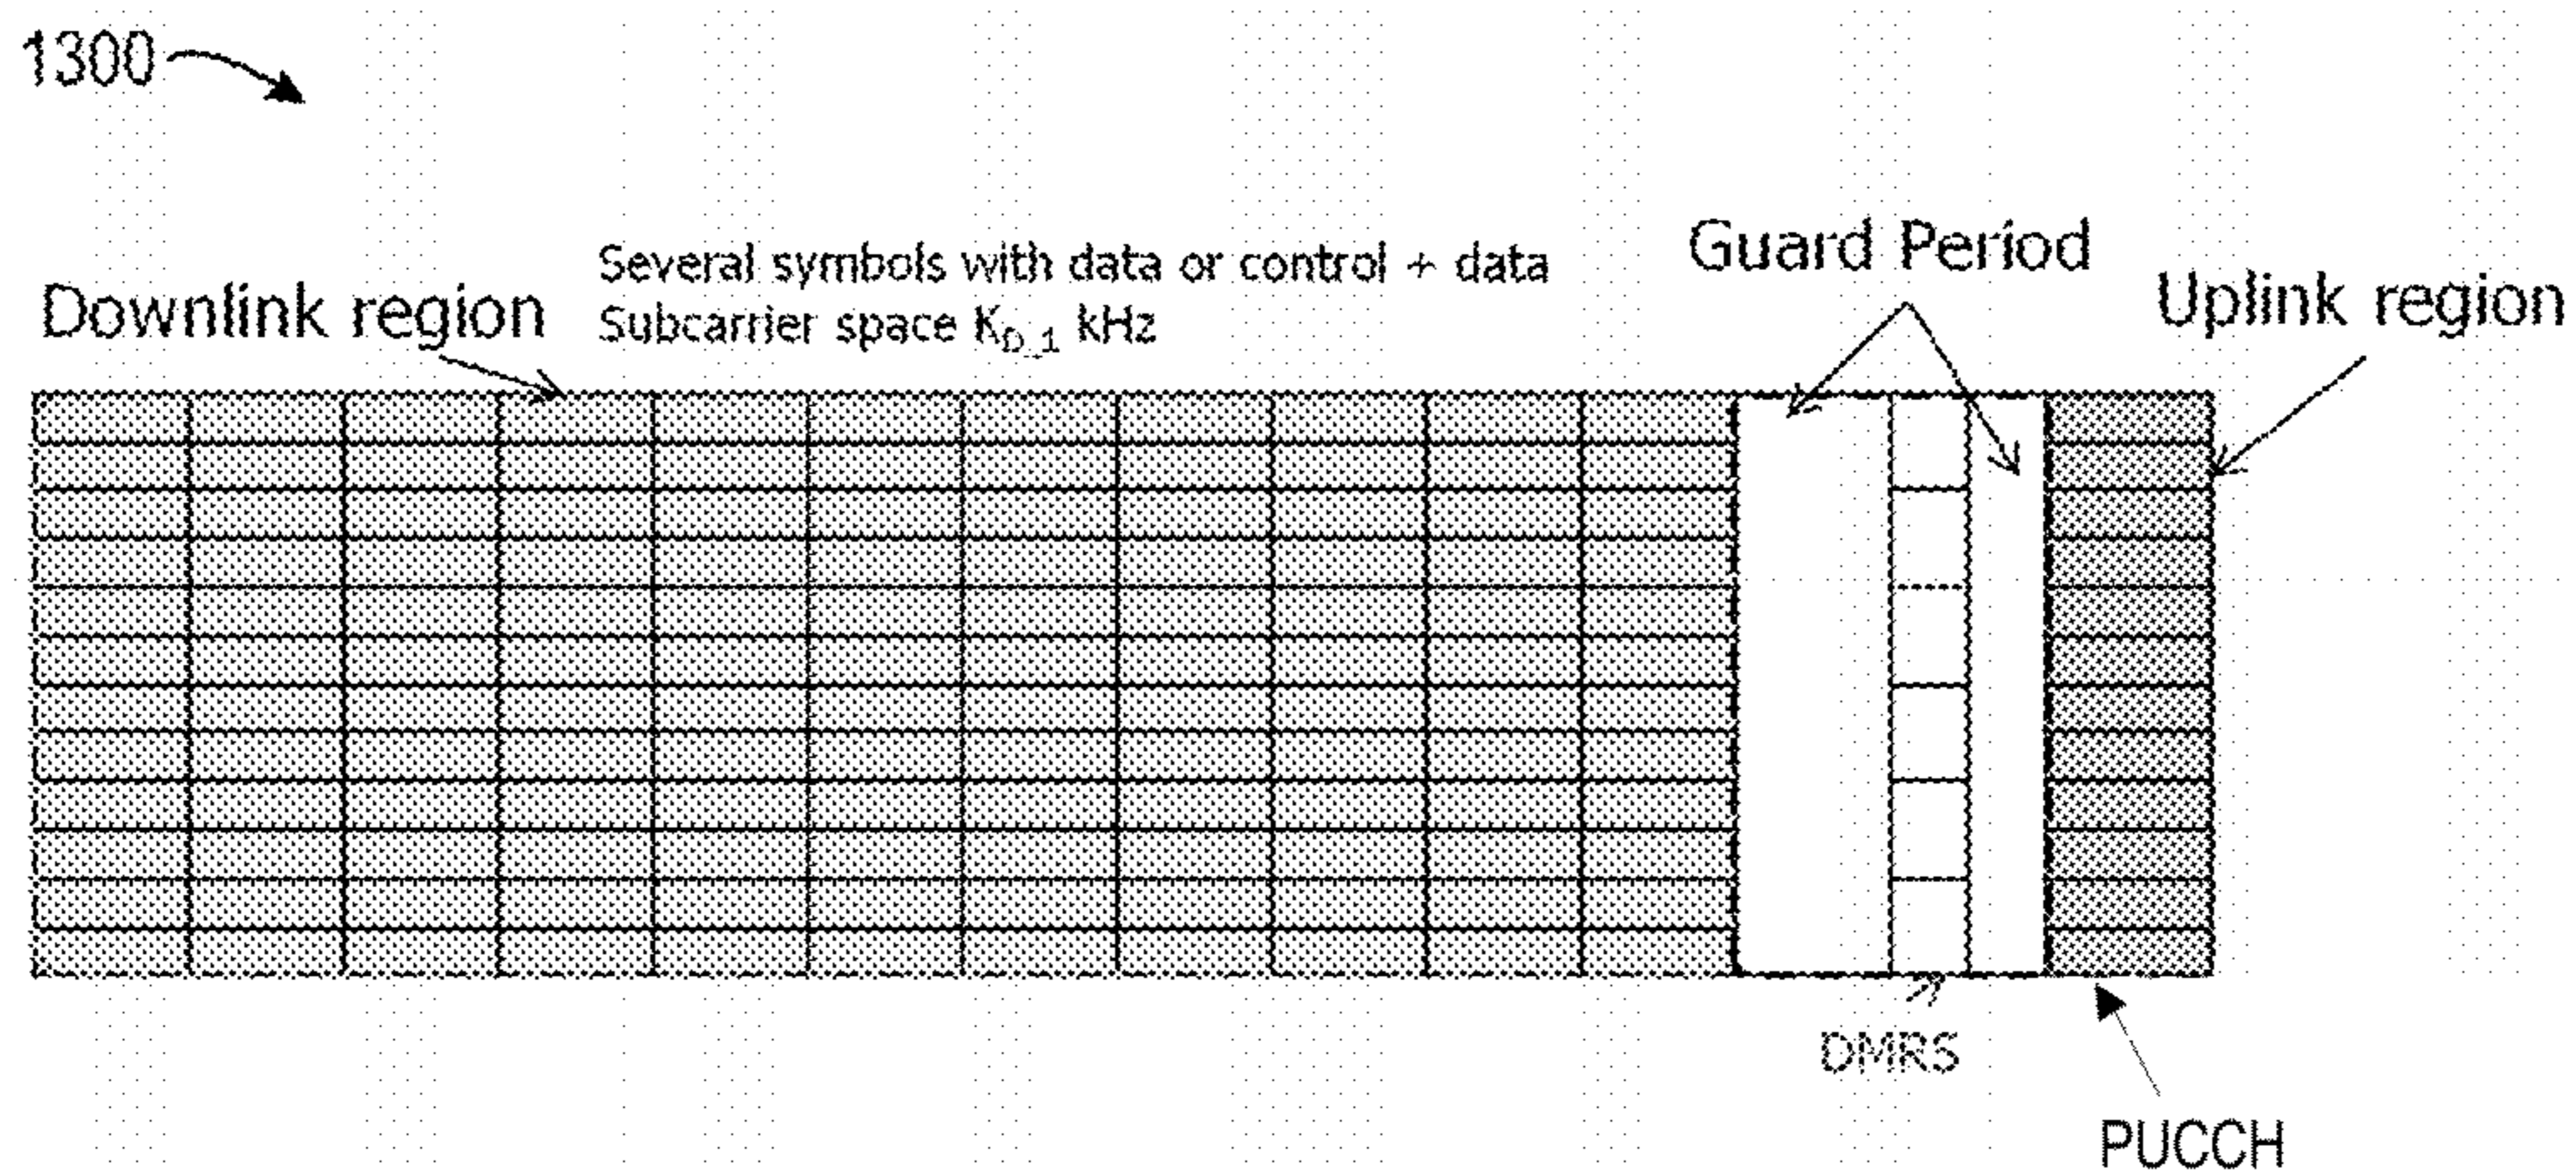 1300
Several symbols with data or control + data
Subcarrier space K_D_1 kHz
Downlink region
Guard Period
Uplink region
DMRS
PUCCH